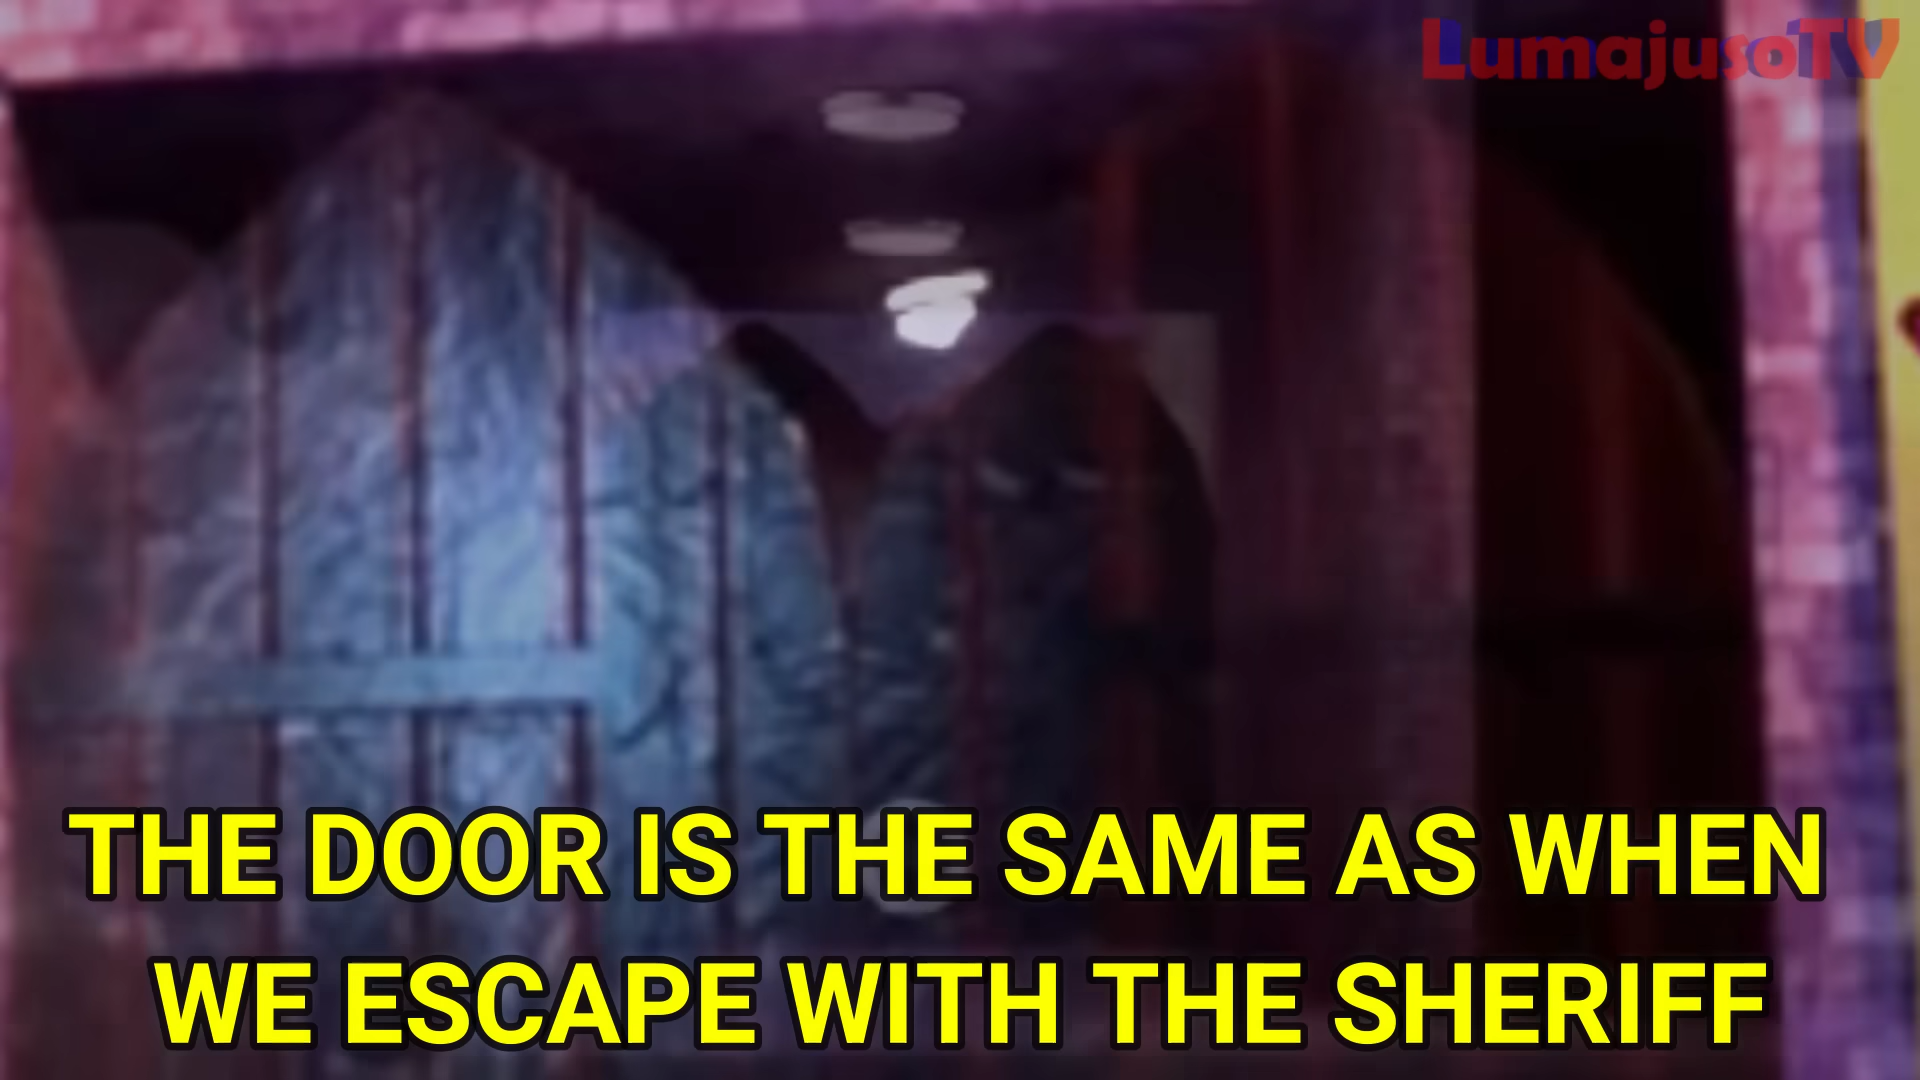 LumajusoTV
THE DOOR IS THE SAME AS WHEN
WE ESCAPE WITH THE SHERIFF